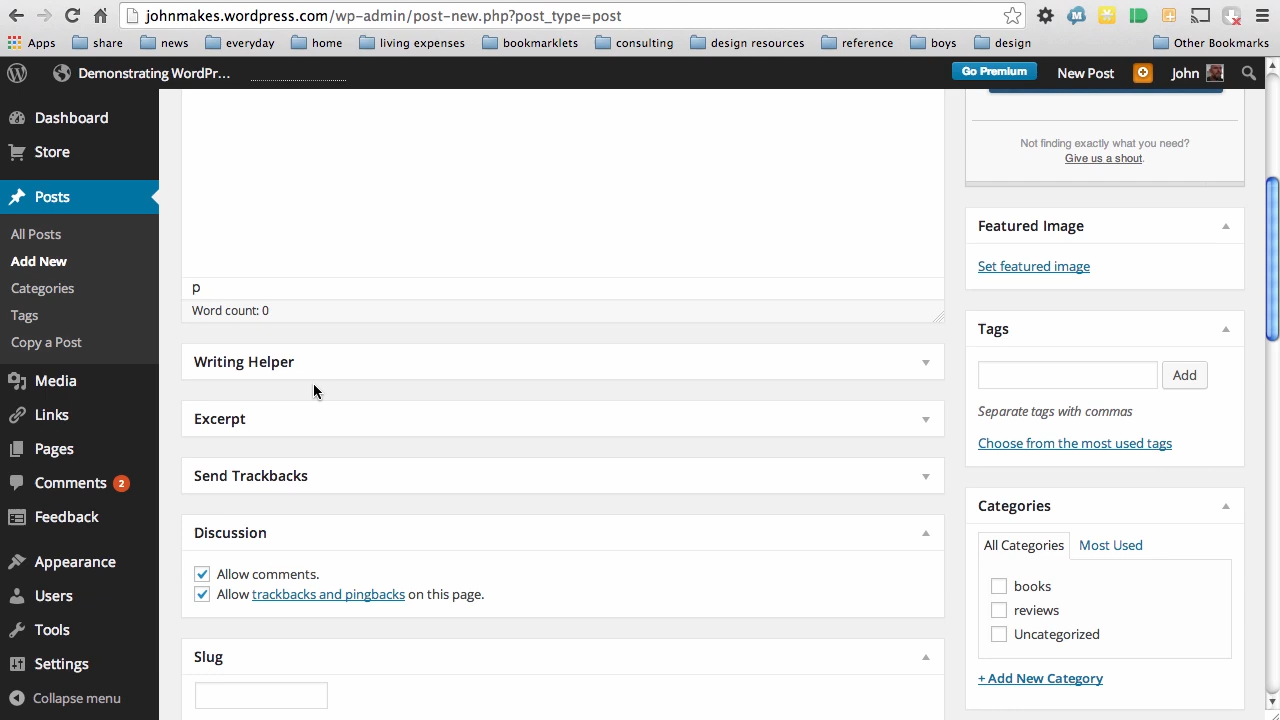 johnmakes.wordpress.com/wp-admin/post-new.php?post_type=post
Apps share news everyday home living expenses bookmarklets consulting design resources reference boys design Other Bookmarks
Demonstrating WordPr... Go Premium New Post John
Dashboard
Store
Posts
All Posts
Add New
Categories
Tags
Copy a Post
Media
Links
Pages
Comments 2
Feedback
Appearance
Users
Tools
Settings
Collapse menu
p
Word count: 0
Writing Helper
Excerpt
Send Trackbacks
Discussion
Allow comments.
Allow trackbacks and pingbacks on this page.
Slug
Not finding exactly what you need?
Give us a shout.
Featured Image
Set featured image
Tags
Add
Separate tags with commas
Choose from the most used tags
Categories
All Categories Most Used
books
reviews
Uncategorized
+ Add New Category